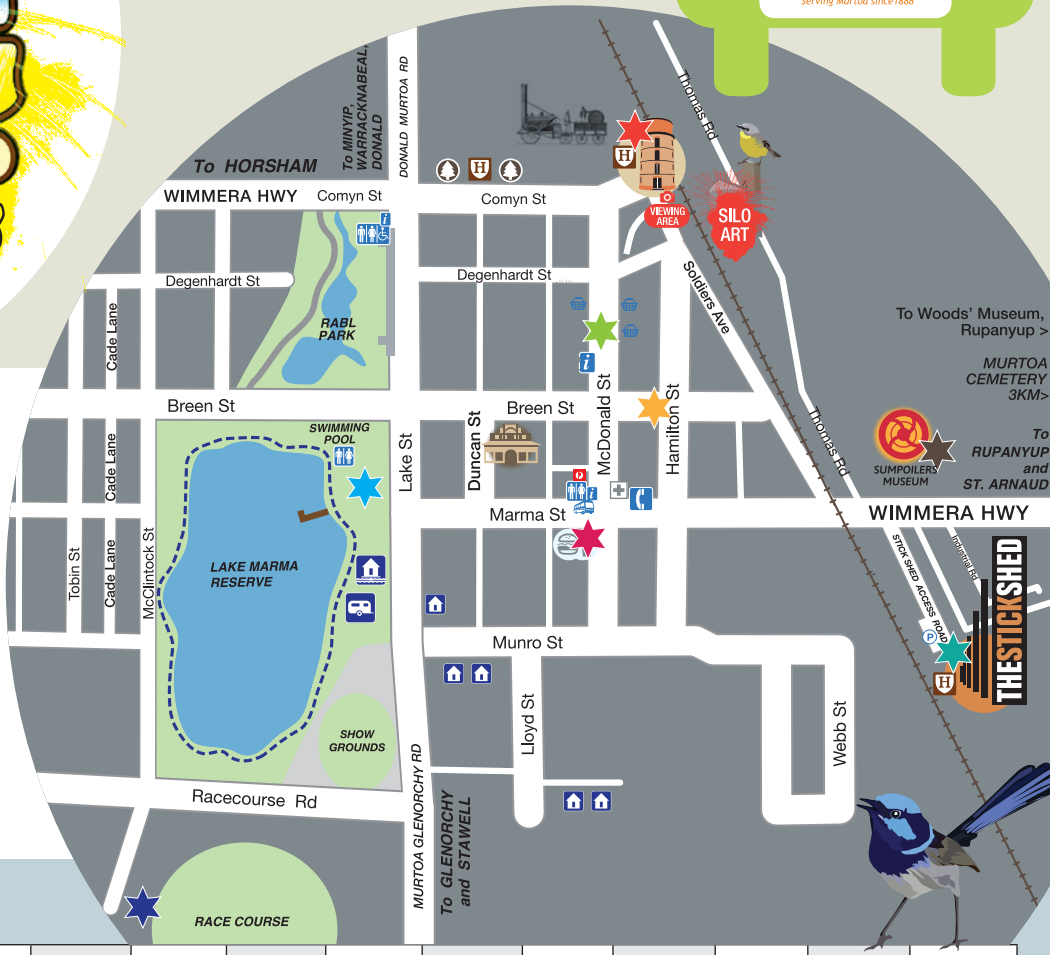 Serving Murtoa since 1888
To MINYIP,
WARRACKNABEAL,
DONALD
DONALD MURTOA RD
Thomas Rd
To HORSHAM
WIMMERA HWY
Comyn St
H
Comyn St
H
VIEWING
AREA
SILO
ART
i
Degenhardt St
Degenhardt St
Soldiers Ave
Cade Lane
RABL
PARK
To Woods' Museum,
Rupanyup >
MURTOA
CEMETERY
3KM>
i
McDonald St
Hamilton St
Breen St
Breen St
Thomas Rd
SWIMMING
POOL
Lake St
Duncan St
Cade Lane
SUMPOILERS
MUSEUM
To
RUPANYUP
and
ST. ARNAUD
i
Marma St
WIMMERA HWY
Tobin St
Cade Lane
McClintock St
LAKE MARMA
RESERVE
STICK SHED ACCESS ROAD
Industrial Rd
THESTICKSHED
P
H
Munro St
Lloyd St
Webb St
SHOW
GROUNDS
Racecourse Rd
MURTOA GLENORCHY RD
To GLENORCHY
and STAWELL
RACE COURSE